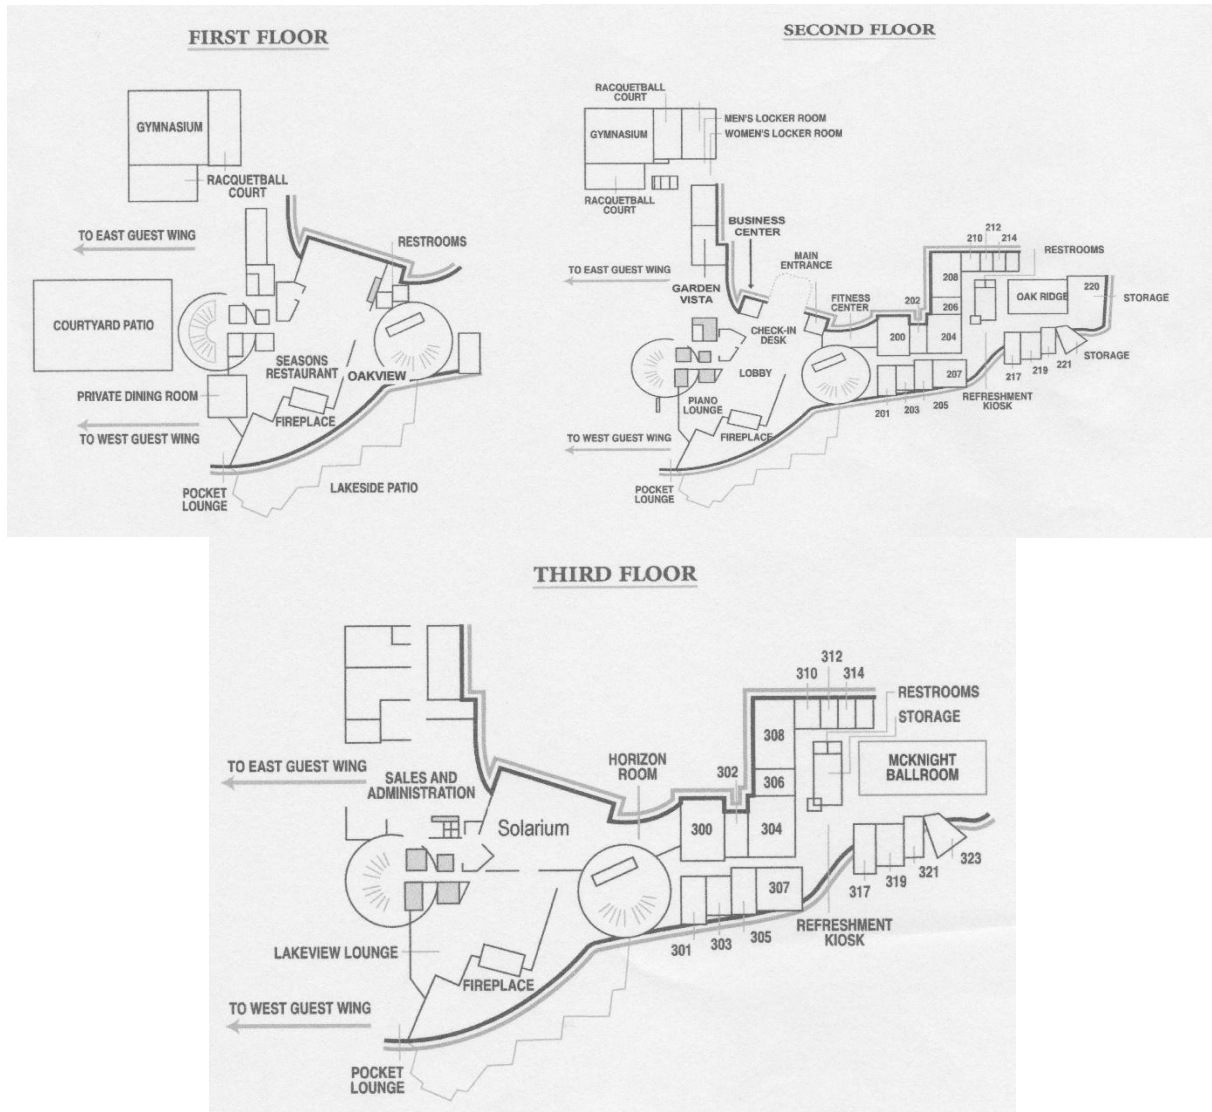 FIRST FLOOR
GYMNASIUM
RACQUETBALL
COURT
TO EAST GUEST WING
RESTROOMS
COURTYARD PATIO
SEASONS
RESTAURANT
OAKVIEW
PRIVATE DINING ROOM
FIREPLACE
TO WEST GUEST WING
POCKET
LOUNGE
LAKESIDE PATIO
SECOND FLOOR
RACQUETBALL
COURT
MEN'S LOCKER ROOM
GYMNASIUM
WOMEN'S LOCKER ROOM
RACQUETBALL
COURT
BUSINESS
CENTER
212
210
214
RESTROOMS
MAIN
ENTRANCE
TO EAST GUEST WING
208
GARDEN
VISTA
220
OAK RIDGE
STORAGE
FITNESS
CENTER
202
206
CHECK-IN
DESK
200
204
STORAGE
LOBBY
207
217
219
221
PIANO
LOUNGE
REFRESHMENT
KIOSK
201
203
205
FIREPLACE
TO WEST GUEST WING
POCKET
LOUNGE
THIRD FLOOR
312
310
314
RESTROOMS
STORAGE
308
HORIZON
ROOM
302
MCKNIGHT
BALLROOM
TO EAST GUEST WING
SALES AND
ADMINISTRATION
306
Solarium
300
304
323
321
319
317
307
REFRESHMENT
KIOSK
301
303
305
LAKEVIEW LOUNGE
FIREPLACE
TO WEST GUEST WING
POCKET
LOUNGE